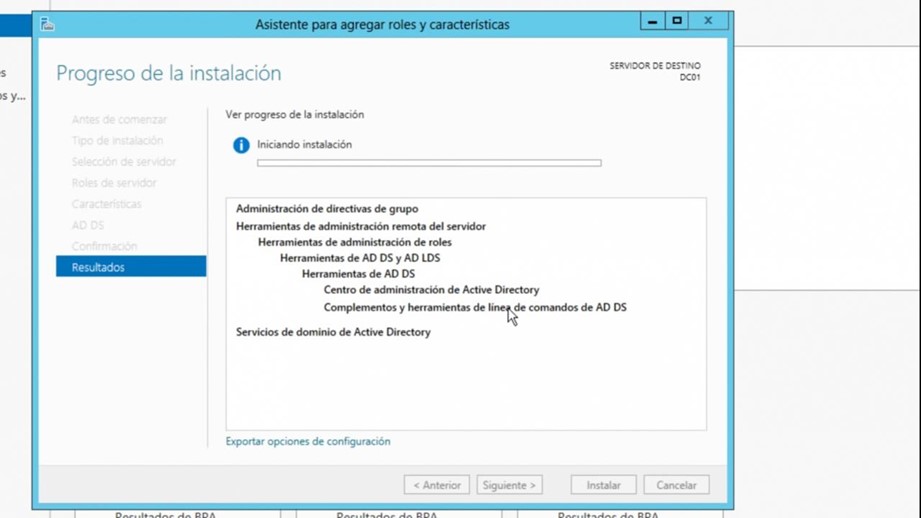 Asistente para agregar roles y características
Progreso de la instalación
SERVIDOR DE DESTINO
DC01
Antes de comenzar
Tipo de instalación
Selección de servidor
Roles de servidor
Características
AD DS
Confirmación
Resultados
Ver progreso de la instalación
Iniciando instalación
Administración de directivas de grupo
Herramientas de administración remota del servidor
Herramientas de administración de roles
Herramientas de AD DS y AD LDS
Herramientas de AD DS
Centro de administración de Active Directory
Complementos y herramientas de línea de comandos de AD DS
Servicios de dominio de Active Directory
Exportar opciones de configuración
< Anterior
Siguiente >
Instalar
Cancelar
Resultados de BPA
Resultados de BPA
Resultados de BPA